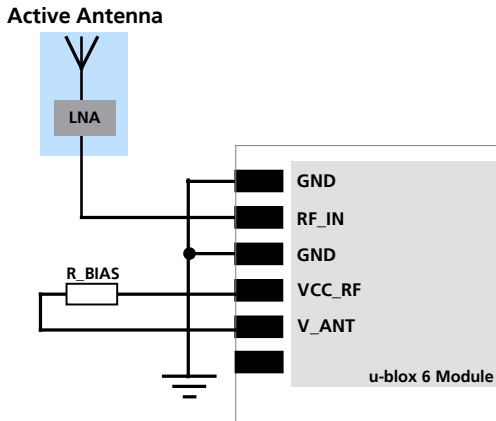 Active Antenna
LNA
GND
RF_IN
GND
R_BIAS
VCC_RF
V_ANT
u-blox 6 Module